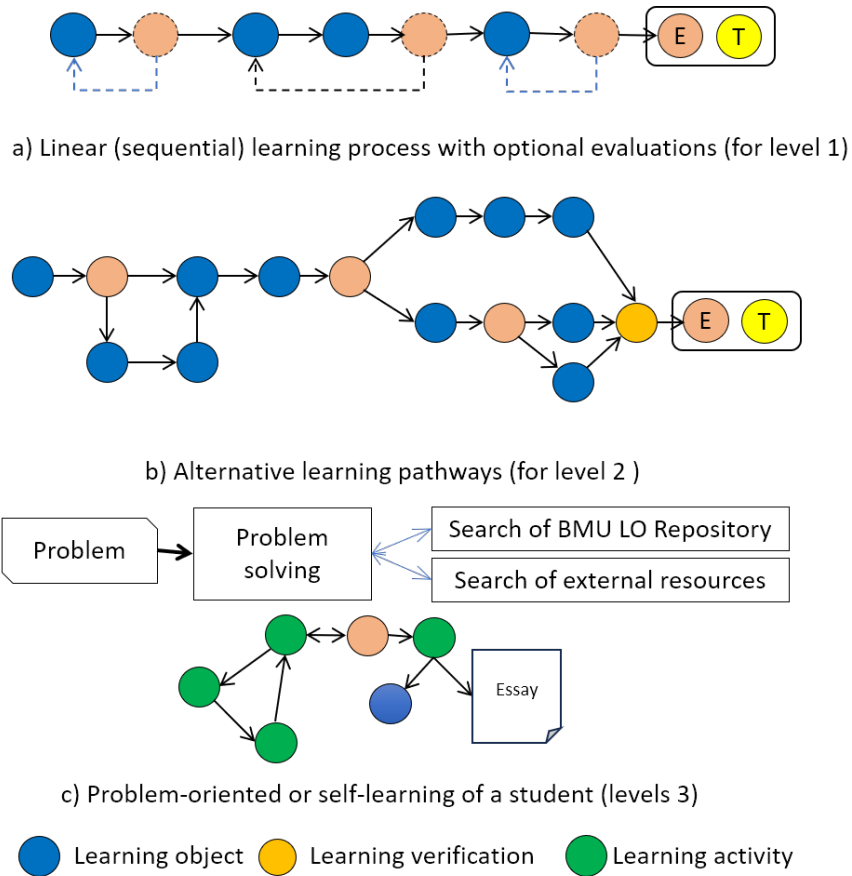 E T
a) Linear (sequential) learning process with optional evaluations (for level 1)
E T
b) Alternative learning pathways (for level 2 )
Problem
Problem
solving
Search of BMU LO Repository
Search of external resources
Essay
c) Problem-oriented or self-learning of a student (levels 3)
Learning object Learning verification Learning activity